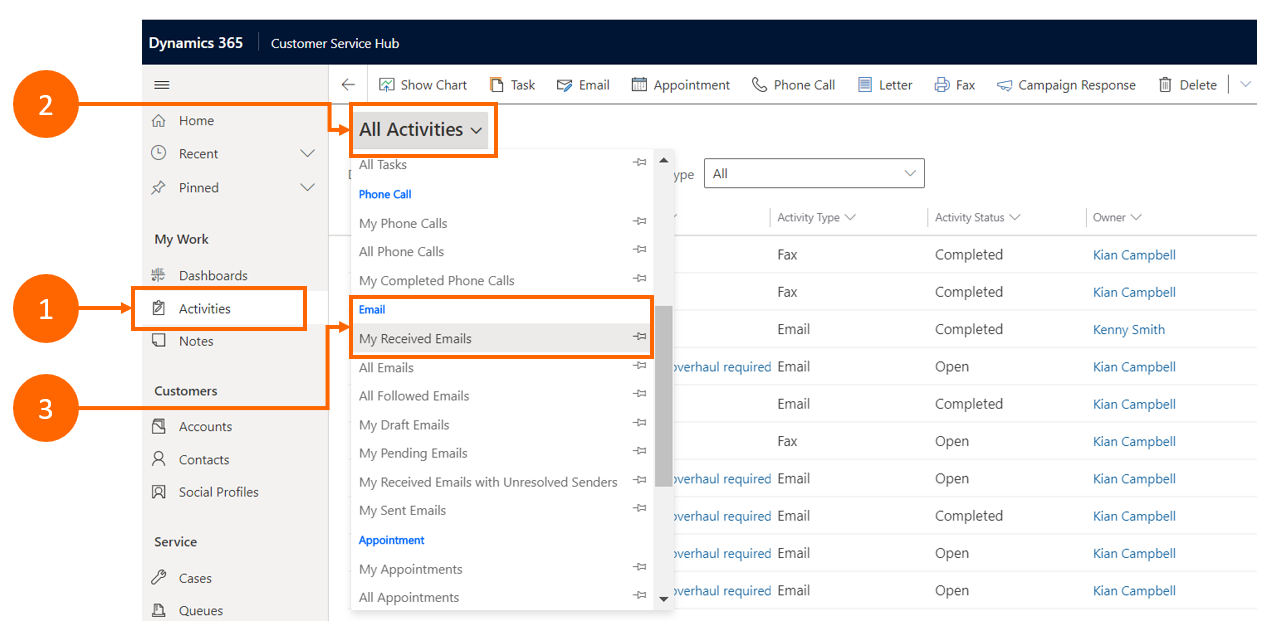 Dynamics 365 Customer Service Hub
Show Chart Task Email Appointment Phone Call Letter Fax Campaign Response Delete
2
Home
Recent
Pinned
My Work
Dashboards
1
Activities
Notes
Customers
3
Accounts
Contacts
Social Profiles
Service
Cases
Queues
All Activities
All Tasks
Phone Call
My Phone Calls
All Phone Calls
My Completed Phone Calls
Email
My Received Emails
All Emails
All Followed Emails
My Draft Emails
My Pending Emails
My Received Emails with Unresolved Senders
My Sent Emails
Appointment
My Appointments
All Appointments
ype All
Activity Type Activity Status Owner
Fax Completed Kian Campbell
Fax Completed Kian Campbell
Email Completed Kenny Smith
overhaul required Email Open Kian Campbell
Email Completed Kian Campbell
Fax Open Kian Campbell
overhaul required Email Open Kian Campbell
overhaul required Email Completed Kian Campbell
overhaul required Email Open Kian Campbell
overhaul required Email Open Kian Campbell